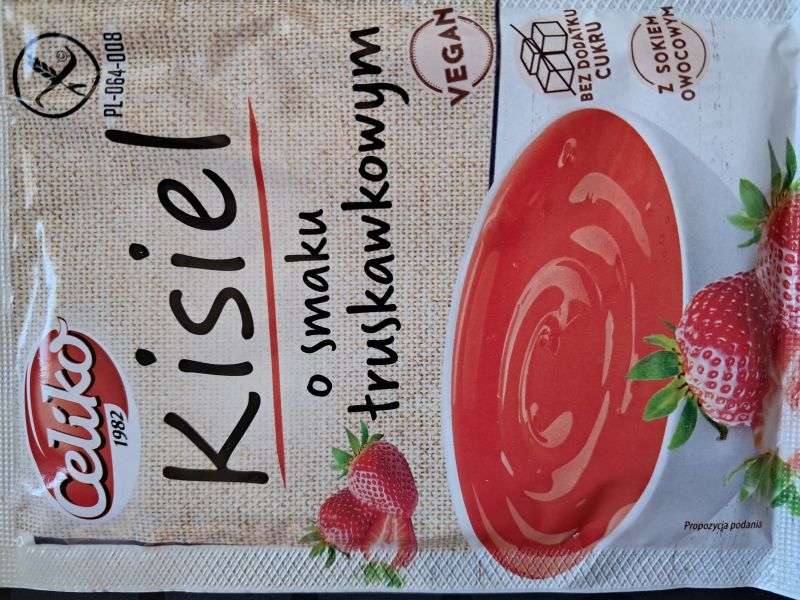 celiko
1982
PL-064-008
Kisiel
o smaku
truskawkowym
VEGAN
BEZ DODATKU
CUKRU
Z SOKIEM
OWOCOWYM
Propozycja podania